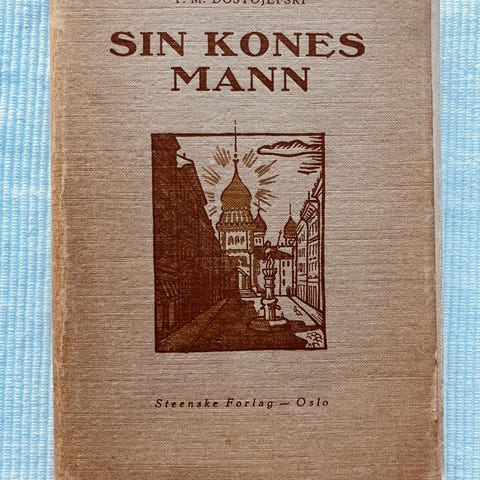 F. M. DOSTOJEFSKI
SIN KONES
MANN
Steenske Forlag — Oslo